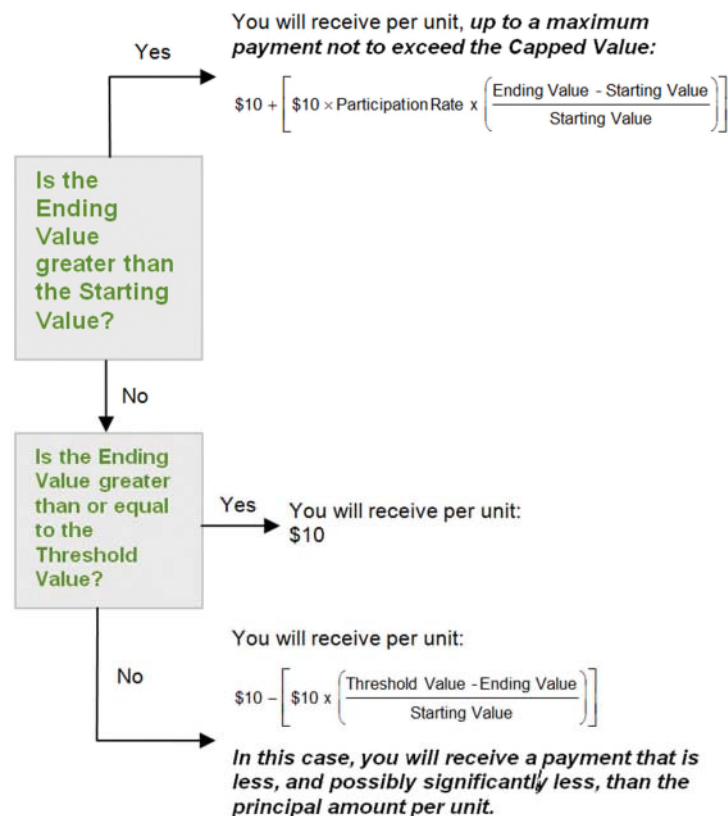 You will receive per unit, up to a maximum
payment not to exceed the Capped Value:
Yes
$10 + [ $10 × Participation Rate x ( Ending Value - Starting Value / Starting Value ) ]
Is the
Ending
Value
greater than
the Starting
Value?
No
Is the Ending
Value greater
than or equal
to the
Threshold
Value?
Yes
You will receive per unit:
$10
You will receive per unit:
No
$10 – [ $10 x ( Threshold Value - Ending Value / Starting Value ) ]
In this case, you will receive a payment that is
less, and possibly significantly less, than the
principal amount per unit.